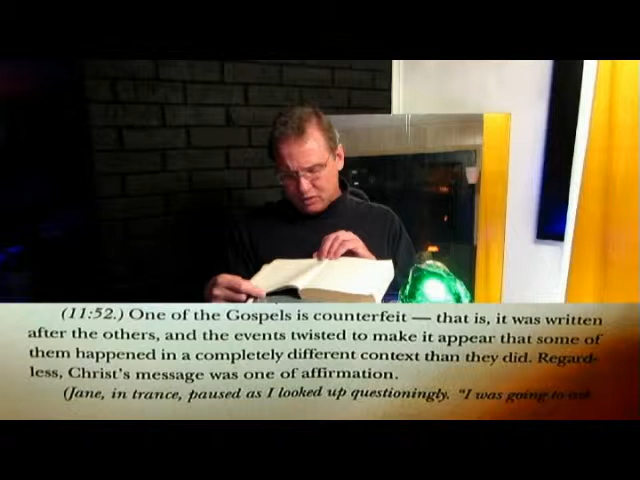 (11:52.) One of the Gospels is counterfeit — that is, it was written
after the others, and the events twisted to make it appear that some of
them happened in a completely different context than they did. Regard-
less, Christ's message was one of affirmation.
(Jane, in trance, paused as I looked up questioningly. "I was going to ask